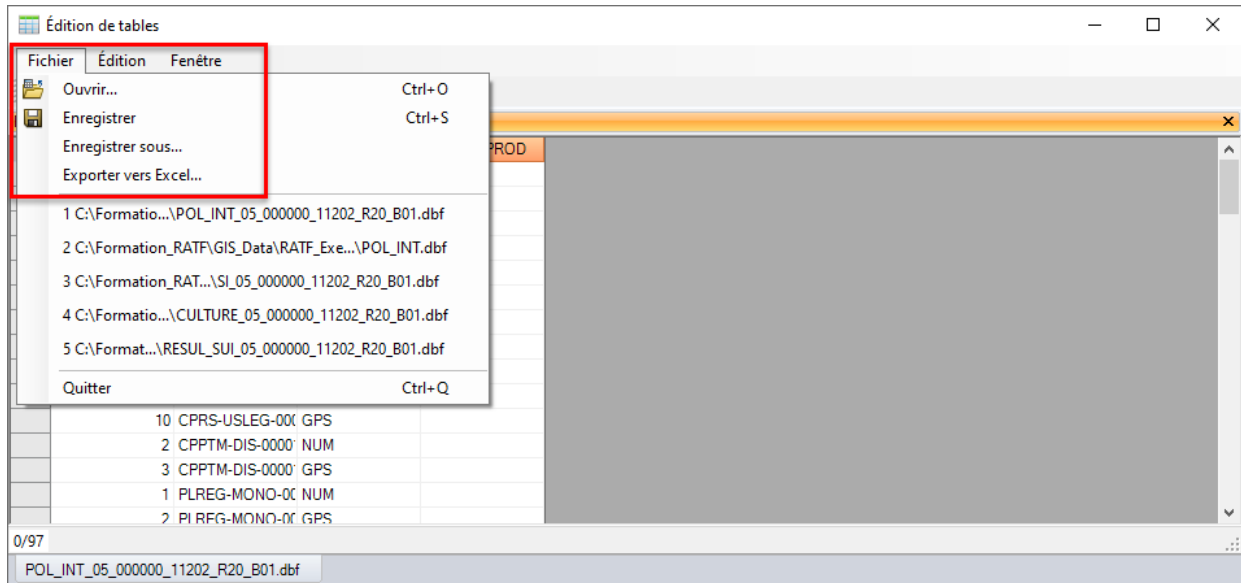 Édition de tables
Fichier Édition Fenêtre
Ouvrir... Ctrl+O
Enregistrer Ctrl+S
Enregistrer sous...
PROD
Exporter vers Excel...
1 C:\Formatio...\POL_INT_05_000000_11202_R20_B01.dbf
2 C:\Formation_RATF\GIS_Data\RATF_Exe...\POL_INT.dbf
3 C:\Formation_RAT...\SI_05_000000_11202_R20_B01.dbf
4 C:\Formatio...\CULTURE_05_000000_11202_R20_B01.dbf
5 C:\Format...\RESUL_SUI_05_000000_11202_R20_B01.dbf
Quitter Ctrl+Q
10 CPRS-USLEG-00 GPS
2 CPPTM-DIS-0000 NUM
3 CPPTM-DIS-0000 GPS
1 PLREG-MONO-0 NUM
2 PLREG-MONO-0 GPS
0/97
POL_INT_05_000000_11202_R20_B01.dbf